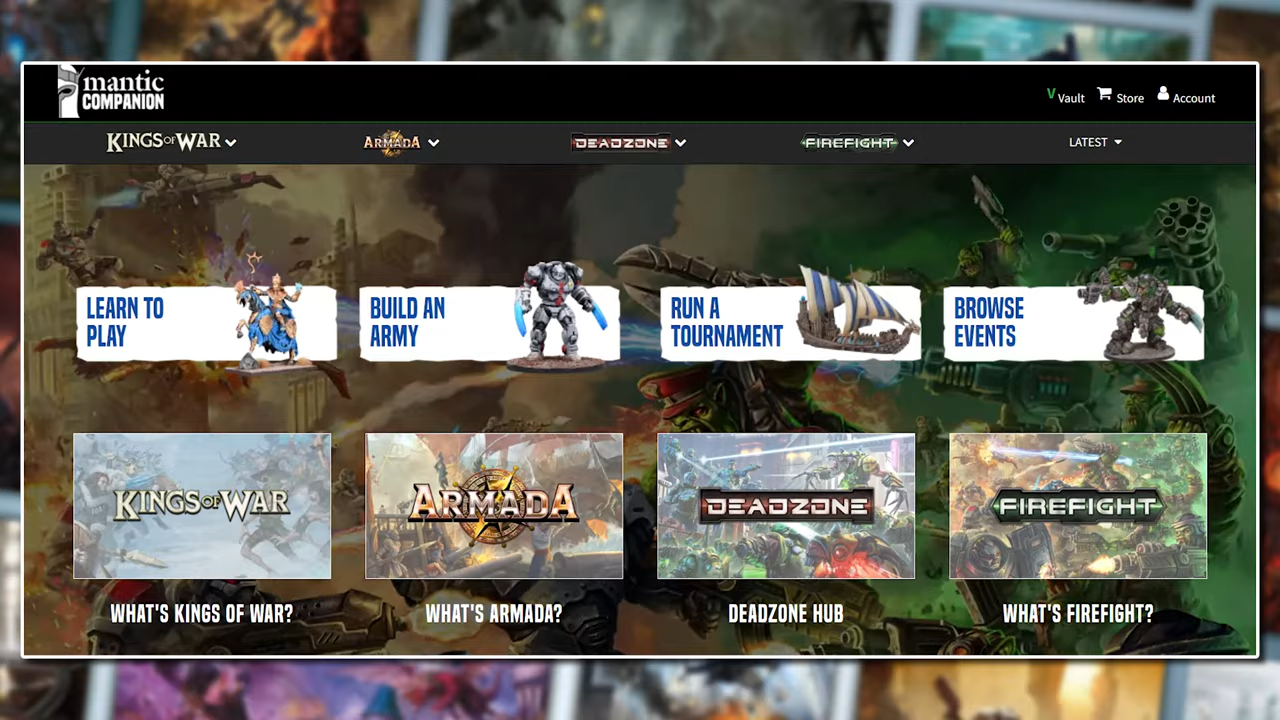 mantic
COMPANION
V Vault Store Account
KINGS OF WAR ARMADA DEADZONE FIREFIGHT LATEST
LEARN TO
PLAY
BUILD AN
ARMY
RUN A
TOURNAMENT
BROWSE
EVENTS
KINGS OF WAR
ARMADA
DEADZONE
FIREFIGHT
WHAT'S KINGS OF WAR?
WHAT'S ARMADA?
DEADZONE HUB
WHAT'S FIREFIGHT?